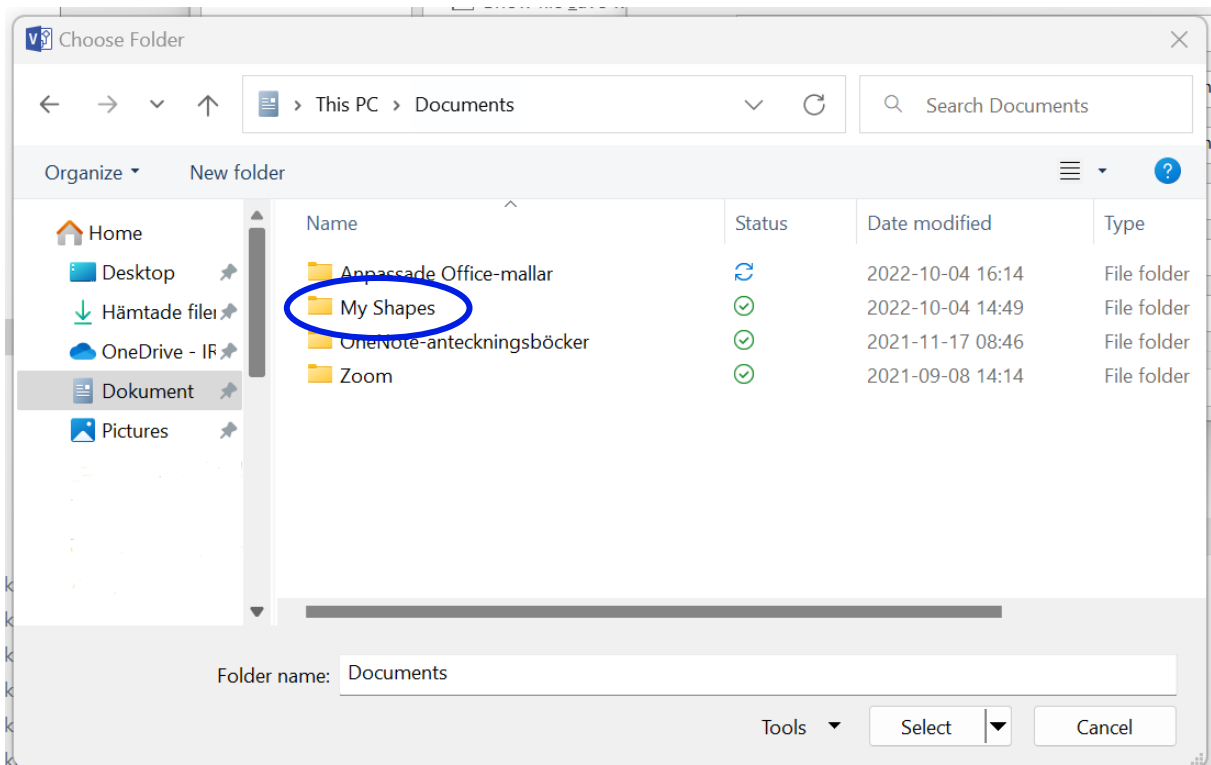 Choose Folder
This PC > Documents
Search Documents
Organize
New folder
Name Status Date modified Type
Home
Desktop
Hämtade filer
OneDrive - IR
Dokument
Pictures
Anpassade Office-mallar 2022-10-04 16:14 File folder
My Shapes 2022-10-04 14:49 File folder
OneNote-anteckningsböcker 2021-11-17 08:46 File folder
Zoom 2021-09-08 14:14 File folder
Folder name: Documents
Tools Select Cancel